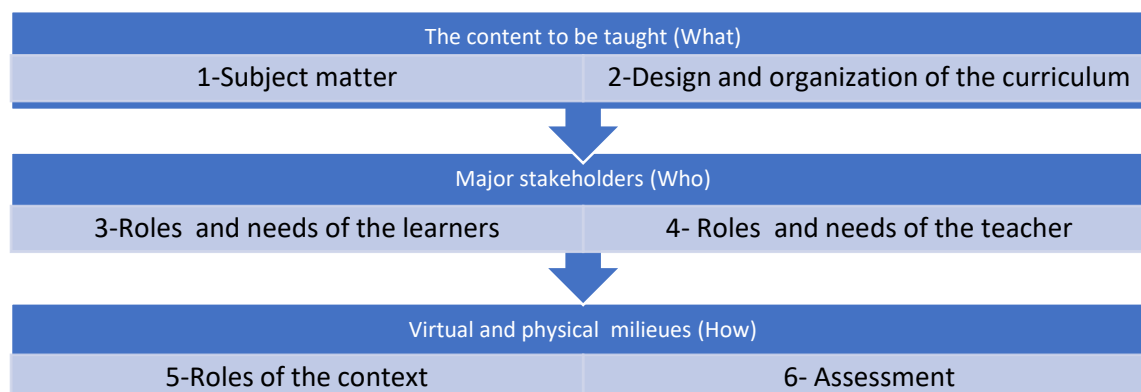 The content to be taught (What)
1-Subject matter
2-Design and organization of the curriculum
Major stakeholders (Who)
3-Roles and needs of the learners
4- Roles and needs of the teacher
Virtual and physical milieues (How)
5-Roles of the context
6- Assessment